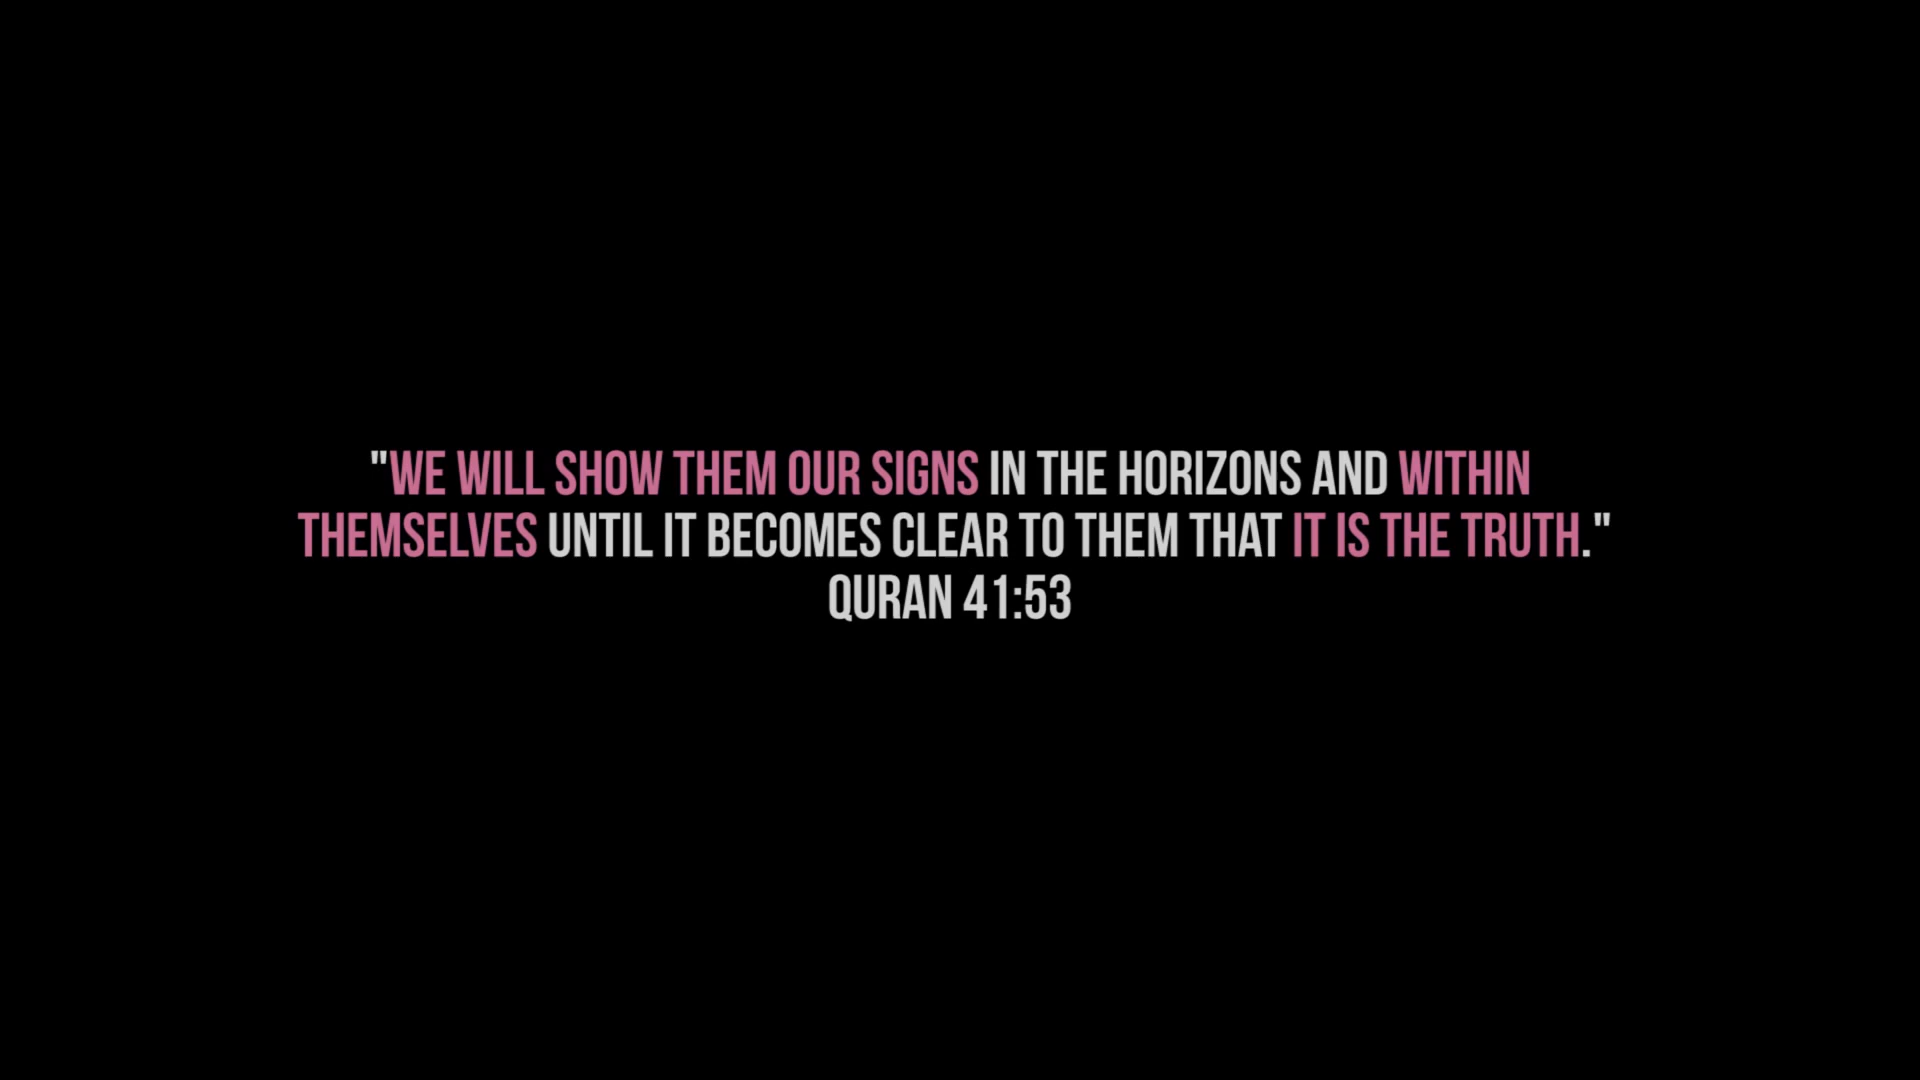 "WE WILL SHOW THEM OUR SIGNS IN THE HORIZONS AND WITHIN
THEMSELVES UNTIL IT BECOMES CLEAR TO THEM THAT IT IS THE TRUTH."
QURAN 41:53